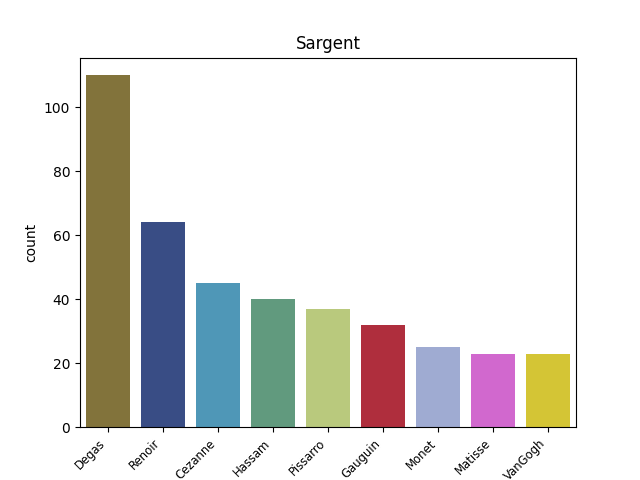 Sargent
count
100
80
60
40
20
0
Degas
Renoir
Cezanne
Hassam
Pissarro
Gauguin
Monet
Matisse
VanGogh